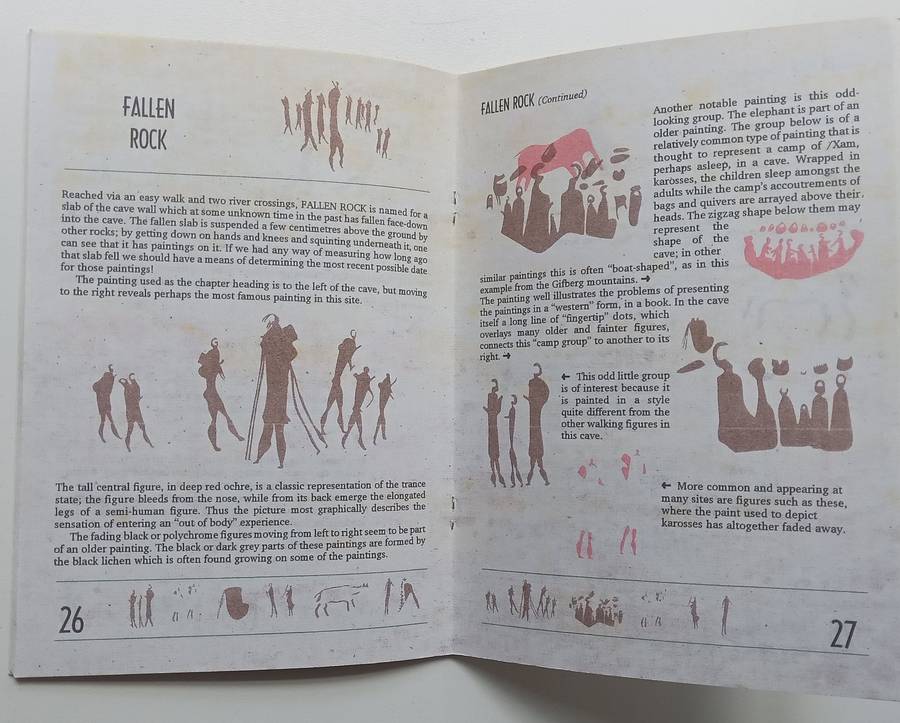 FALLEN
ROCK
Reached via an easy walk and two river crossings, FALLEN ROCK is named for a
slab of the cave wall which at some unknown time in the past has fallen face-down
into the cave. The fallen slab is suspended a few centimetres above the ground by
other rocks; by getting down on hands and knees and squinting underneath it, one
can see that it has paintings on it. If we had any way of measuring how long ago
that slab fell we should have a means of determining the most recent possible date
for those paintings!
The painting used as the chapter heading is to the left of the cave, but moving
to the right reveals perhaps the most famous painting in this site.
The tall central figure, in deep red ochre, is a classic representation of the trance
state; the figure bleeds from the nose, while from its back emerge the elongated
legs of a semi-human figure. Thus the picture most graphically describes the
sensation of entering an “out of body” experience.
The fading black or polychrome figures moving from left to right seem to be part
of an older painting. The black or dark grey parts of these paintings are formed by
the black lichen which is often found growing on some of the paintings.
26
FALLEN ROCK (Continued)
Another notable painting is this odd-
looking group. The elephant is part of an
older painting. The group below is of a
relatively common type of painting that is
thought to represent a camp of /Xam,
perhaps asleep, in a cave. Wrapped in
karosses, the children sleep amongst the
adults while the camp's accoutrements of
bags and quivers are arrayed above their
heads. The zigzag shape below them may
represent the
shape of the
cave; in other
similar paintings this is often “boat-shaped”, as in this
example from the Gifberg mountains. ➔
The painting well illustrates the problems of presenting
the paintings in a “western” form, in a book. In the cave
itself a long line of “fingertip” dots, which
overlays many older and fainter figures,
connects this “camp group” to another to its
right. ➔
← This odd little group
is of interest because it
is painted in a style
quite different from the
other walking figures in
this cave.
← More common and appearing at
many sites are figures such as these,
where the paint used to depict
karosses has altogether faded away.
27